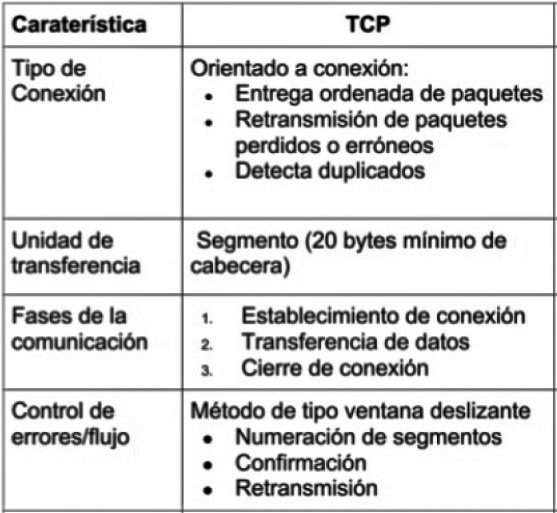 Caraterística TCP
Tipo de Orientado a conexión:
Conexión • Entrega ordenada de paquetes
• Retransmisión de paquetes
perdidos o erróneos
• Detecta duplicados
Unidad de Segmento (20 bytes mínimo de
transferencia cabecera)
Fases de la 1. Establecimiento de conexión
comunicación 2. Transferencia de datos
3. Cierre de conexión
Control de Método de tipo ventana deslizante
errores/flujo • Numeración de segmentos
• Confirmación
• Retransmisión